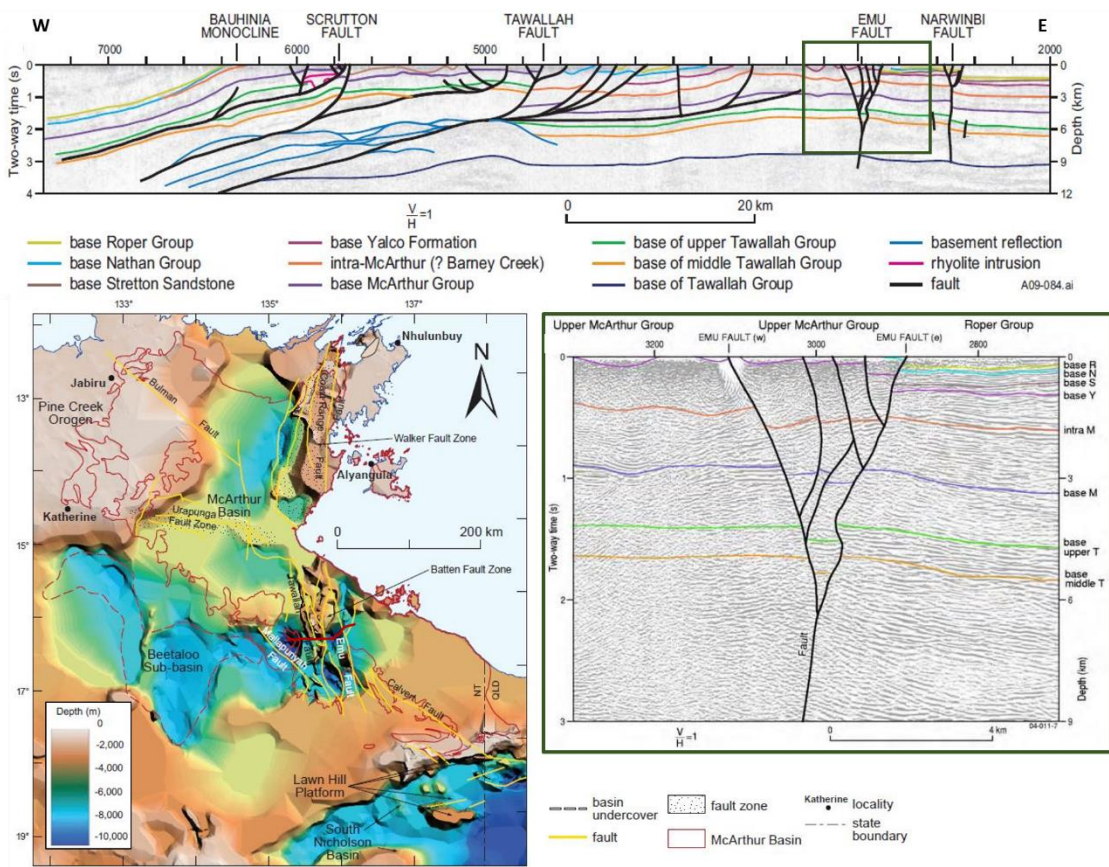 W
BAUHINIA
MONOCLINE
SCRUTTON
FAULT
TAWALLAH
FAULT
EMU
FAULT
NARWINBI
FAULT
E
7000
6000
5000
2000
Two-way time (s)
0
1
2
3
4
0
3
6
9
12
Depth (km)
V
H =1
0
20 km
base Roper Group
base Nathan Group
base Stretton Sandstone
base Yalco Formation
intra-McArthur (? Barney Creek)
base McArthur Group
base of upper Tawallah Group
base of middle Tawallah Group
base of Tawallah Group
basement reflection
rhyolite intrusion
fault
A09-084.ai
133°
135°
137°
13°
15°
17°
19°
Nhulunbuy
N
Jabiru
Bulman
Fault
Pine Creek
Orogen
Fault
Walker Fault Zone
Alyangula
McArthur
Basin
Katherine
Urapunga
Fault Zone
0
200 km
Batten Fault Zone
Tawallah
Fault
Mallapunyah
Fault
Emu
Fault
Beetaloo
Sub-basin
Calvert Fault
NT
QLD
Depth (m)
0
-2,000
-4,000
-6,000
-8,000
-10,000
Lawn Hill
Platform
South
Nicholson
Basin
Upper McArthur Group
Upper McArthur Group
Roper Group
EMU FAULT (w)
EMU FAULT (e)
3200
3000
2800
Two-way time (s)
0
1
2
3
0
3
6
9
Depth (km)
base R
base N
base S
base Y
intra M
base M
base
upper T
base
middle T
Fault
V
H =1
0
4 km
04-011-7
basin
undercover
fault
fault zone
McArthur Basin
Katherine
locality
state
boundary